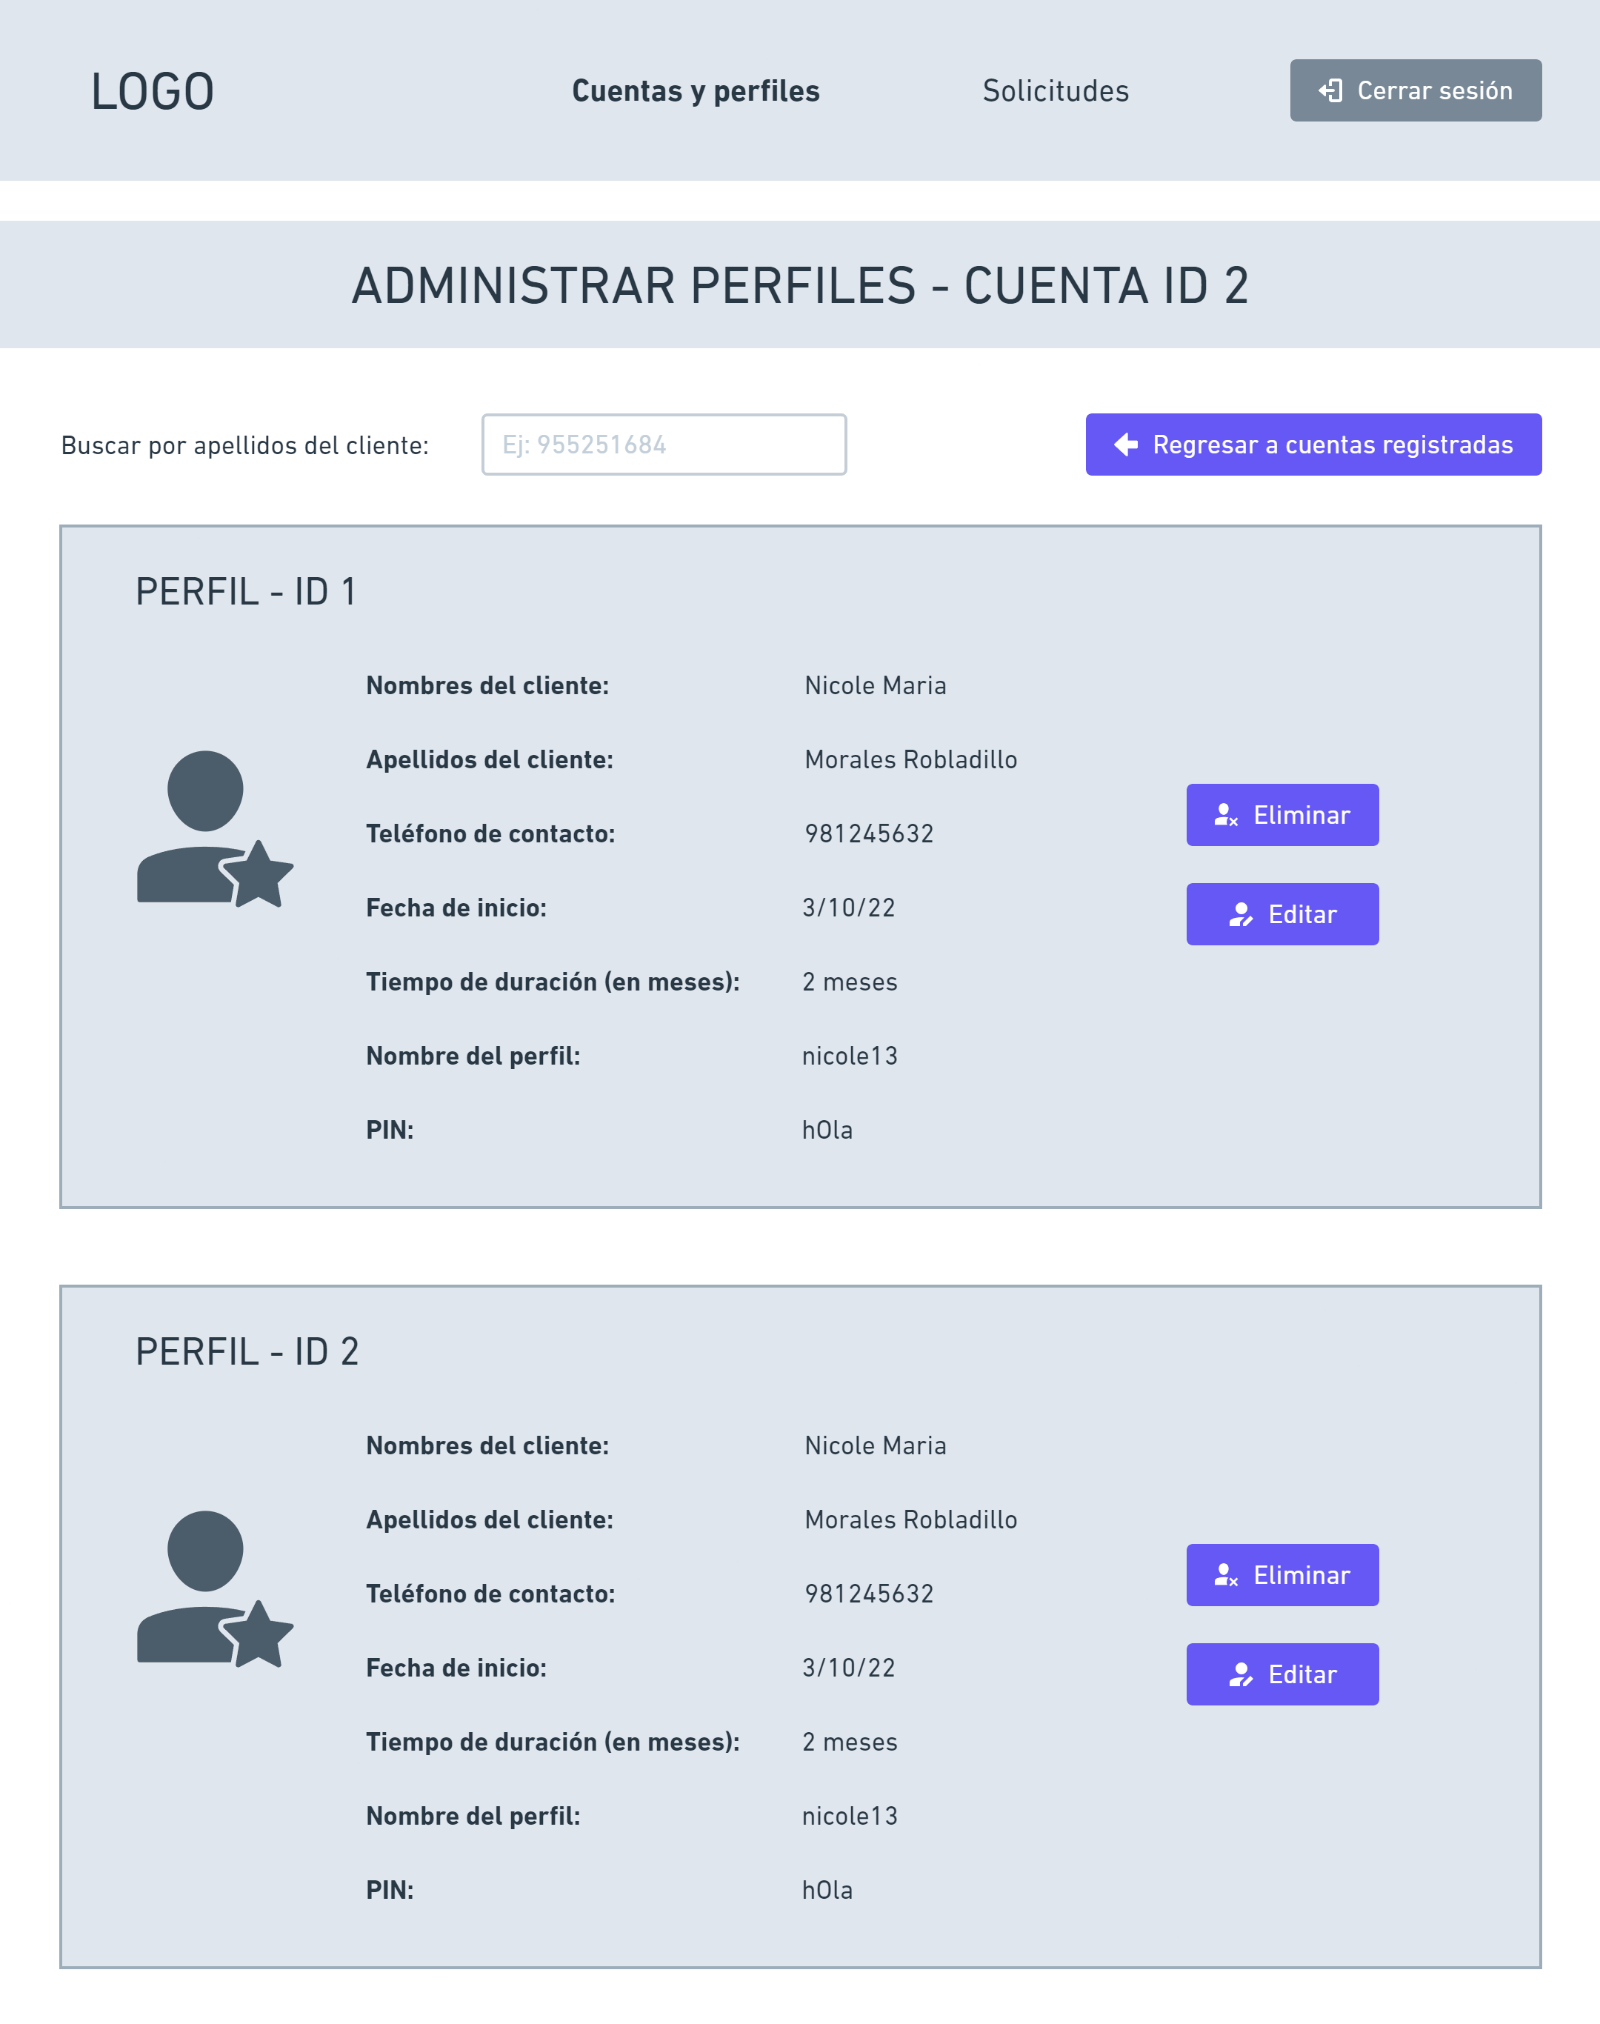 LOGO
Cuentas y perfiles
Solicitudes
Cerrar sesión
ADMINISTRAR PERFILES - CUENTA ID 2
Buscar por apellidos del cliente:
Ej: 955251684
Regresar a cuentas registradas
PERFIL - ID 1
Nombres del cliente: Nicole Maria
Apellidos del cliente: Morales Robladillo
Teléfono de contacto: 981245632
Fecha de inicio: 3/10/22
Tiempo de duración (en meses): 2 meses
Nombre del perfil: nicole13
PIN: h0la
Eliminar
Editar
PERFIL - ID 2
Nombres del cliente: Nicole Maria
Apellidos del cliente: Morales Robladillo
Teléfono de contacto: 981245632
Fecha de inicio: 3/10/22
Tiempo de duración (en meses): 2 meses
Nombre del perfil: nicole13
PIN: h0la
Eliminar
Editar